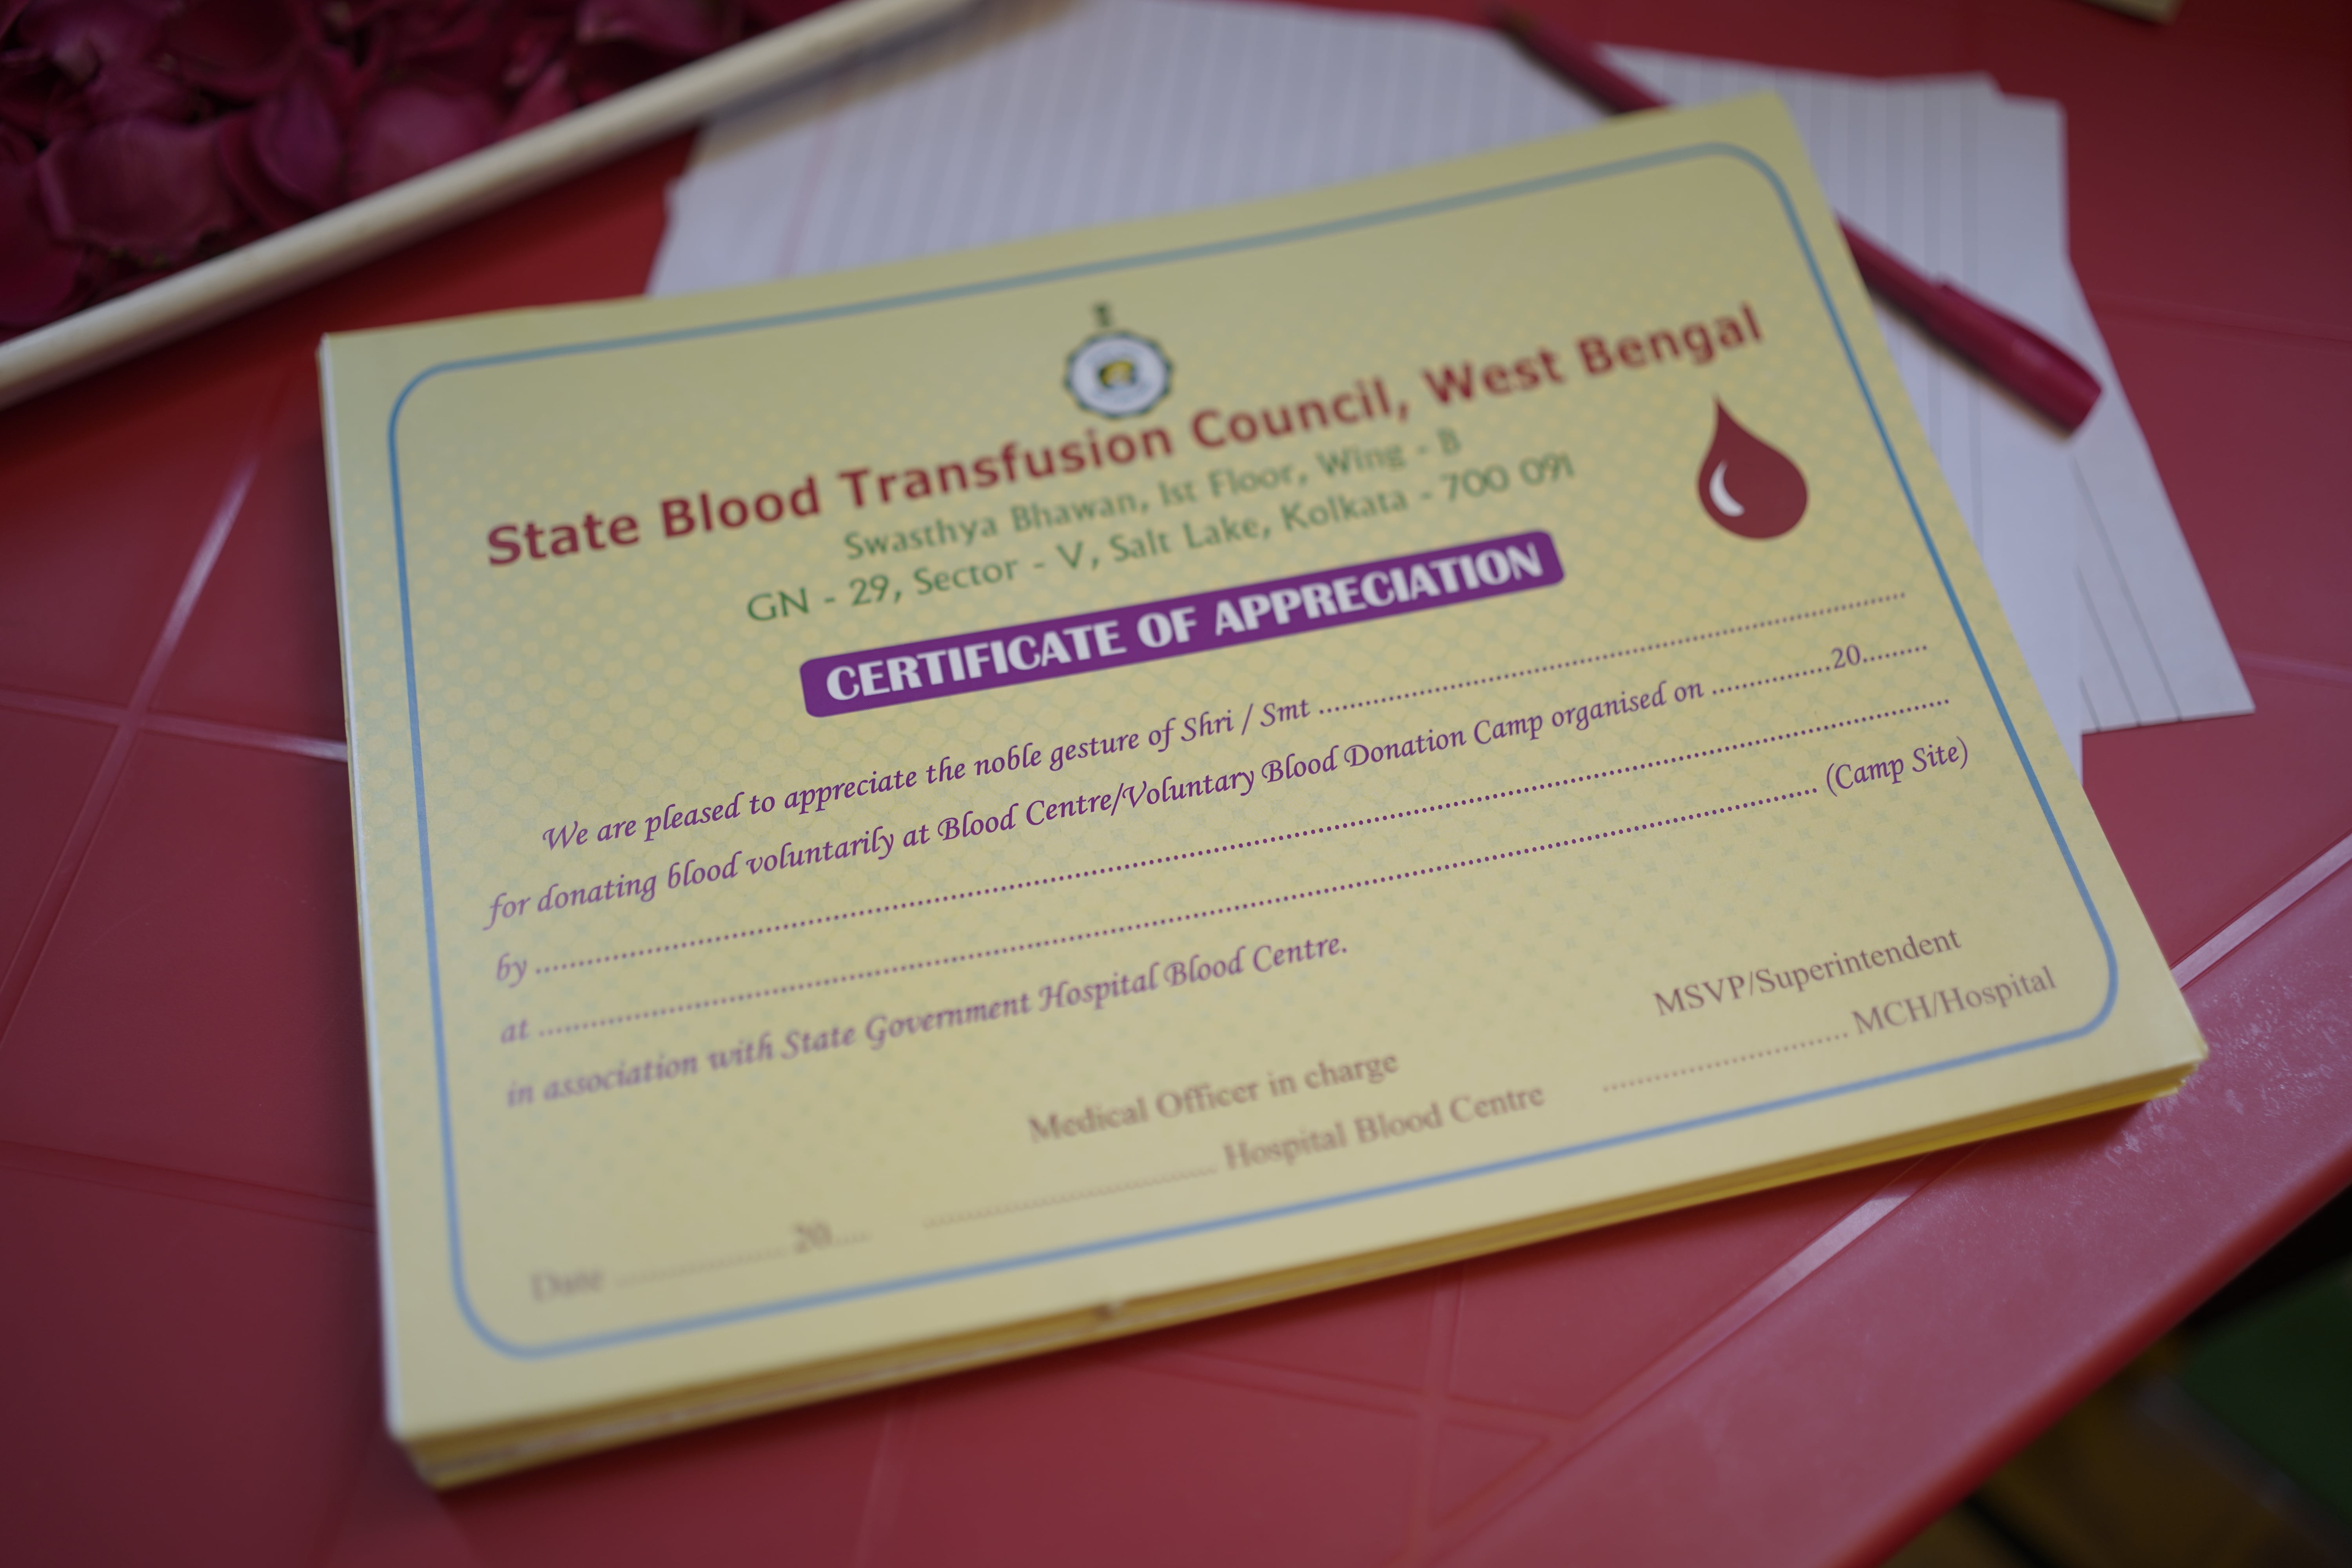 State Blood Transfusion Council, West Bengal
Swasthya Bhawan, Ist Floor, Wing - B
GN - 29, Sector - V, Salt Lake, Kolkata - 700 091
CERTIFICATE OF APPRECIATION
We are pleased to appreciate the noble gesture of Shri / Smt ..........................................................................
for donating blood voluntarily at Blood Centre/Voluntary Blood Donation Camp organised on ...............20.........
by ....................................................................................................................................................................................
at ................................................................................................................................................................ (Camp Site)
in association with State Government Hospital Blood Centre.
MSVP/Superintendent
................................... MCH/Hospital
Medical Officer in charge
........................................ Hospital Blood Centre
Date ........................ 20.....